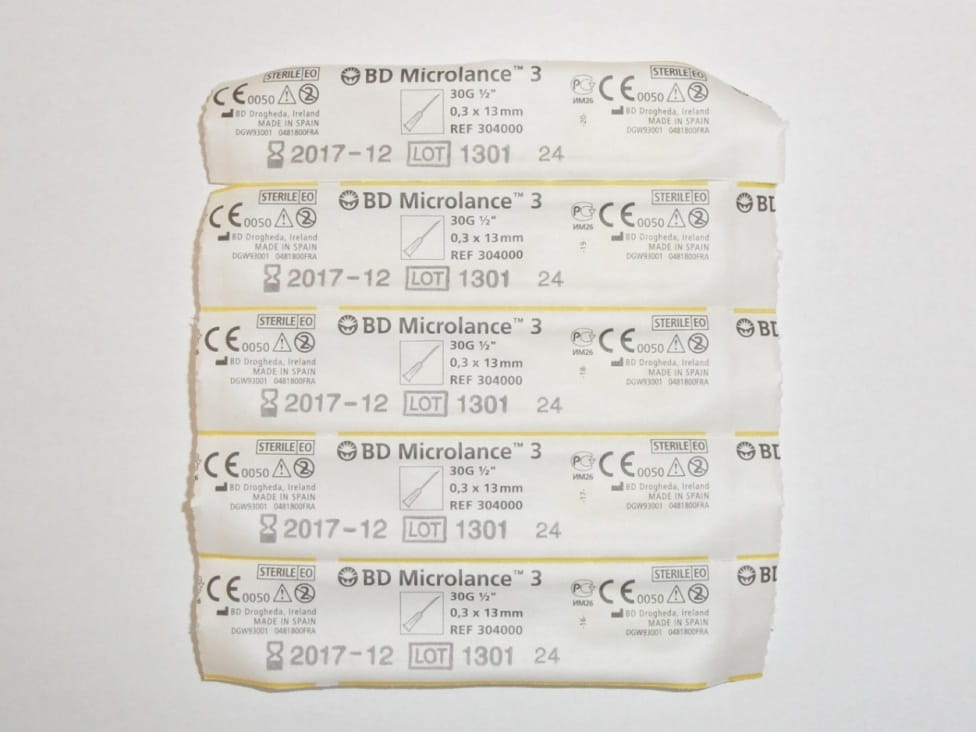 STERILE EO BD Microlance™ 3 STERILE EO
CE 0050 30G ½" PC CE 0050
BD Drogheda, Ireland 0,3 x 13mm ИМ26 BD Drogheda, Ireland
MADE IN SPAIN REF 304000 -20- MADE IN SPAIN
DGW93001 0481800FRA DGW93001 0481800FRA
2017-12 LOT 1301 24
STERILE EO BD Microlance™ 3 STERILE EO BD
CE 0050 30G ½" PC CE 0050
BD Drogheda, Ireland 0,3 x 13mm ИМ26 BD Drogheda, Ireland
MADE IN SPAIN REF 304000 -19- MADE IN SPAIN
DGW93001 0481800FRA DGW93001 0481800FRA
2017-12 LOT 1301 24
STERILE EO BD Microlance™ 3 STERILE EO BD
CE 0050 30G ½" PC CE 0050
BD Drogheda, Ireland 0,3 x 13mm ИМ26 BD Drogheda, Ireland
MADE IN SPAIN REF 304000 -18- MADE IN SPAIN
DGW93001 0481800FRA DGW93001 0481800FRA
2017-12 LOT 1301 24
STERILE EO BD Microlance™ 3 STERILE EO BD
CE 0050 30G ½" PC CE 0050
BD Drogheda, Ireland 0,3 x 13mm ИМ26 BD Drogheda, Ireland
MADE IN SPAIN REF 304000 -17- MADE IN SPAIN
DGW93001 0481800FRA DGW93001 0481800FRA
2017-12 LOT 1301 24
STERILE EO BD Microlance™ 3 STERILE EO BD
CE 0050 30G ½" PC CE 0050
BD Drogheda, Ireland 0,3 x 13mm ИМ26 BD Drogheda, Ireland
MADE IN SPAIN REF 304000 -16- MADE IN SPAIN
DGW93001 0481800FRA DGW93001 0481800FRA
2017-12 LOT 1301 24